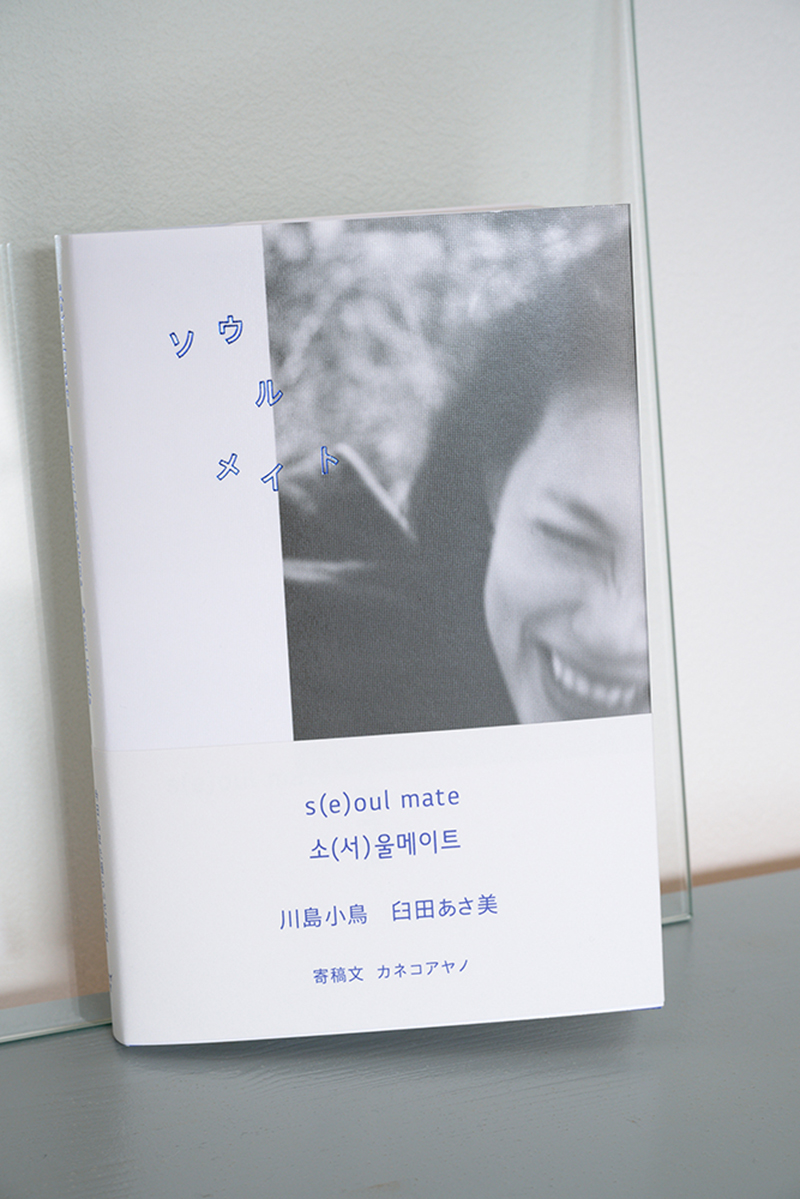 ソウ
ル
メイト
s(e)oul mate
소(서)울메이트
川島小鳥 臼田あさ美
寄稿文 カネコアヤノ